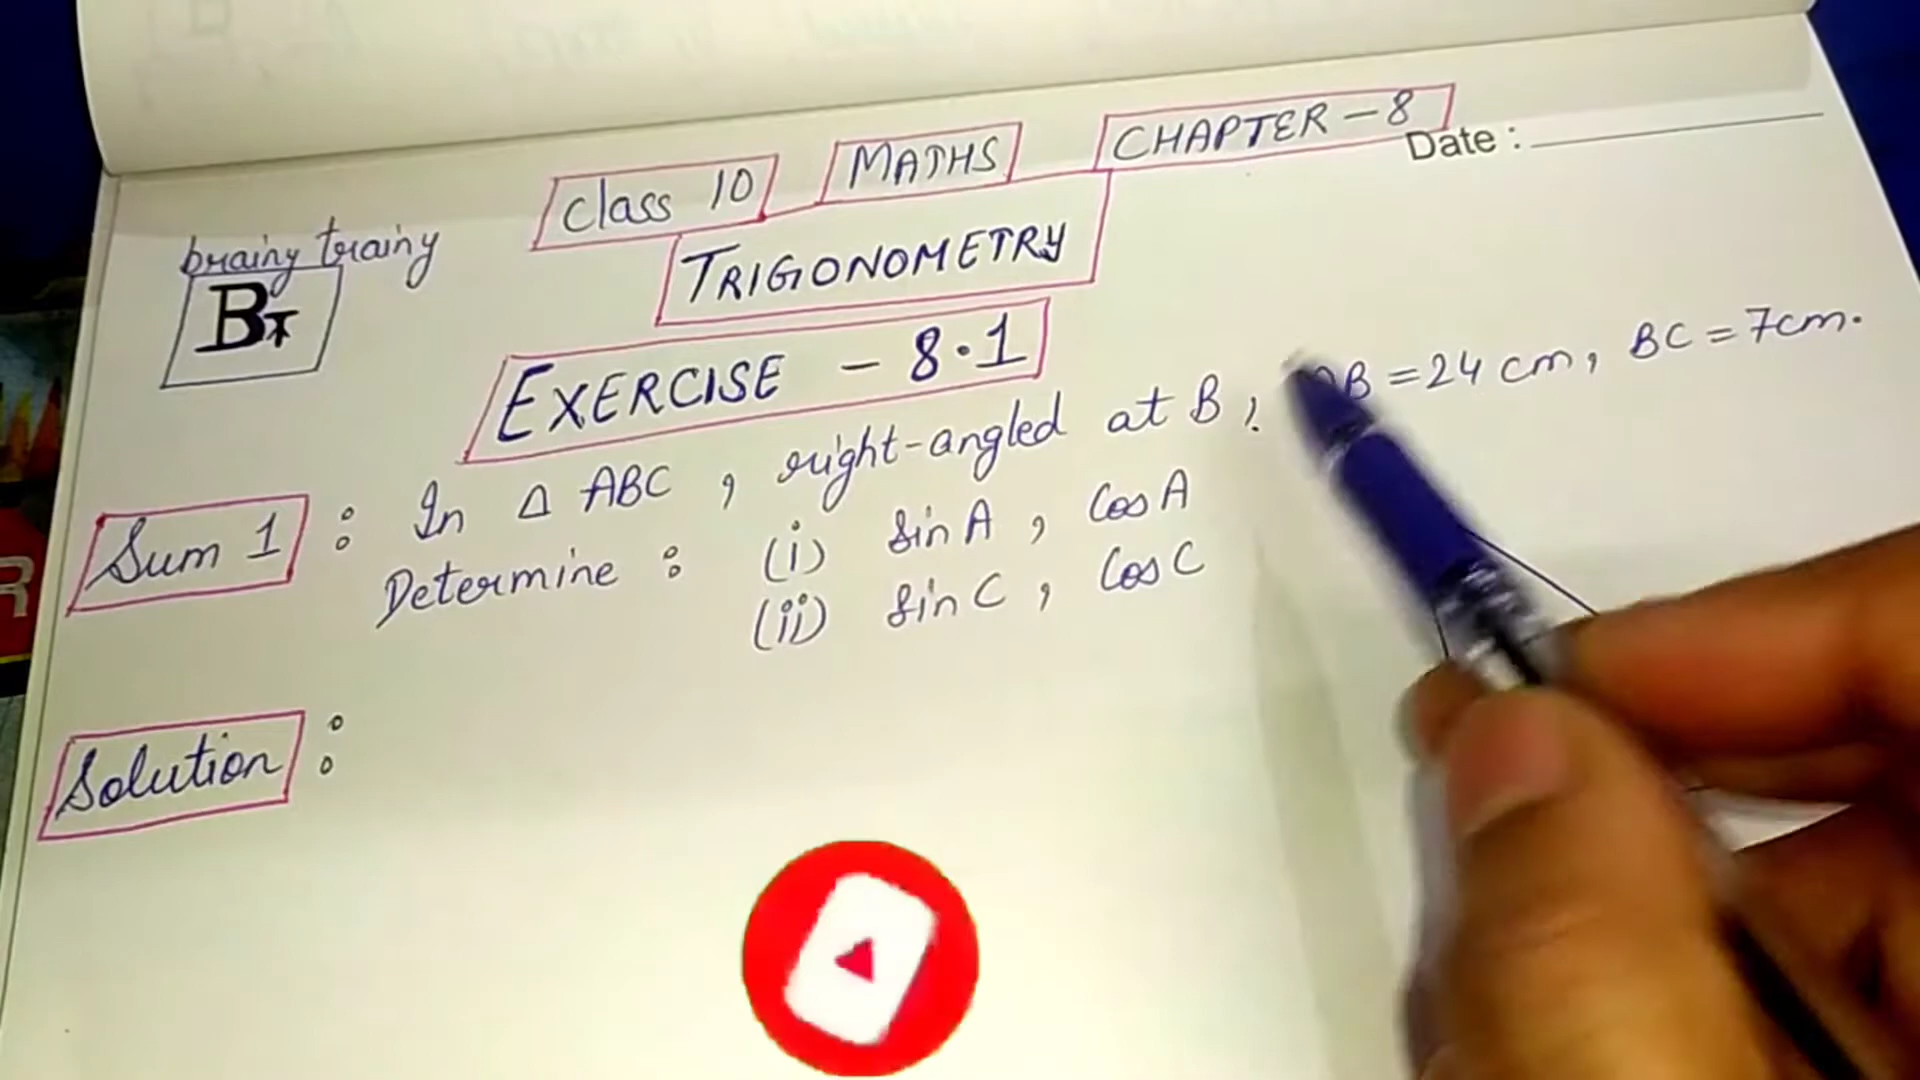 Class 10 MATHS CHAPTER - 8
Date :
brainy trainy
TRIGONOMETRY
BT
EXERCISE - 8.1
Sum 1 : In Δ ABC , right-angled at B , AB = 24 cm, BC = 7cm.
Determine : (i) sin A , Cos A
(ii) sin C , Cos C
Solution :